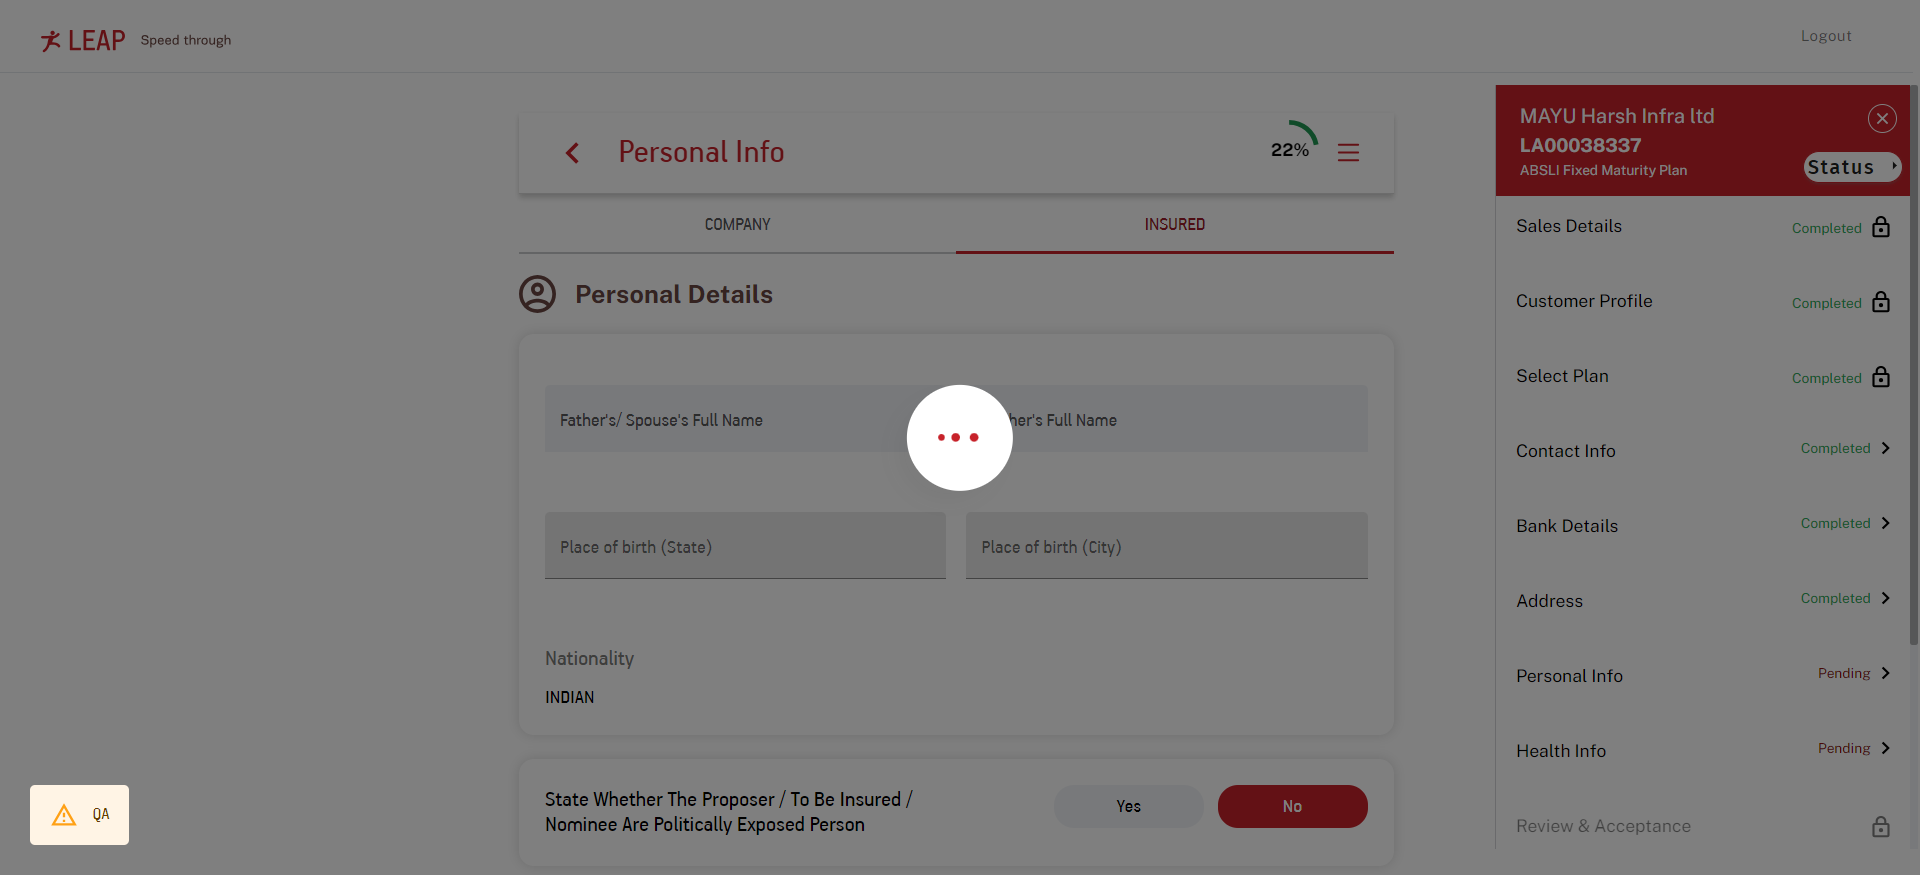 LEAP Speed through
Logout
Personal Info
22%
COMPANY
INSURED
Personal Details
Father's/ Spouse's Full Name
her's Full Name
Place of birth (State)
Place of birth (City)
Nationality
INDIAN
State Whether The Proposer / To Be Insured /
Nominee Are Politically Exposed Person
Yes
No
QA
MAYU Harsh Infra ltd
LA00038337
ABSLI Fixed Maturity Plan
Status
Sales Details
Completed
Customer Profile
Completed
Select Plan
Completed
Contact Info
Completed
Bank Details
Completed
Address
Completed
Personal Info
Pending
Health Info
Pending
Review & Acceptance